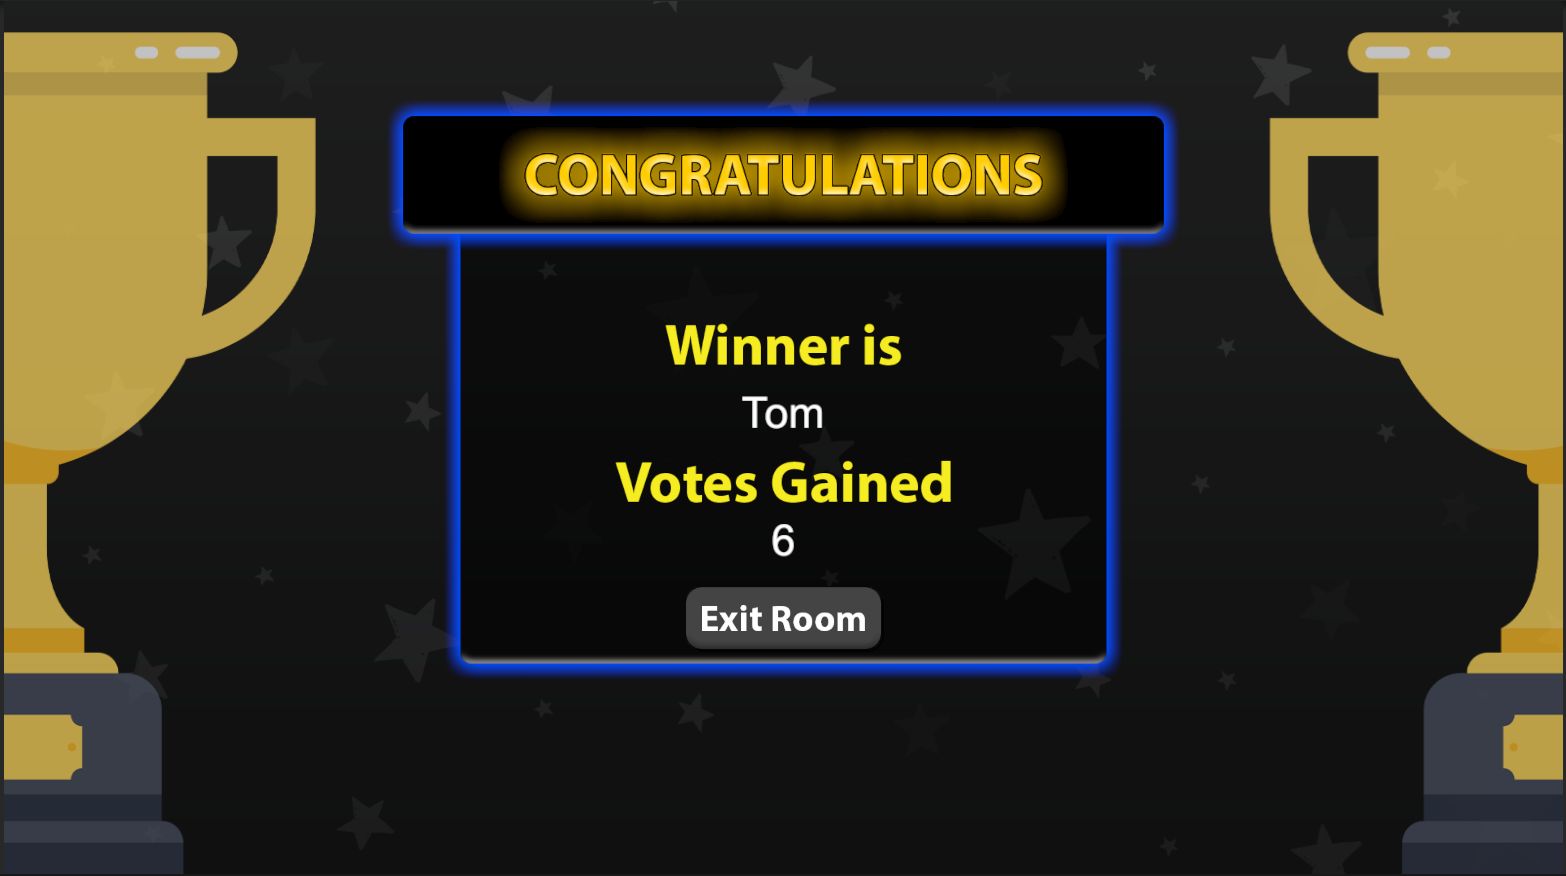 CONGRATULATIONS
Winner is
Tom
Votes Gained
6
Exit Room